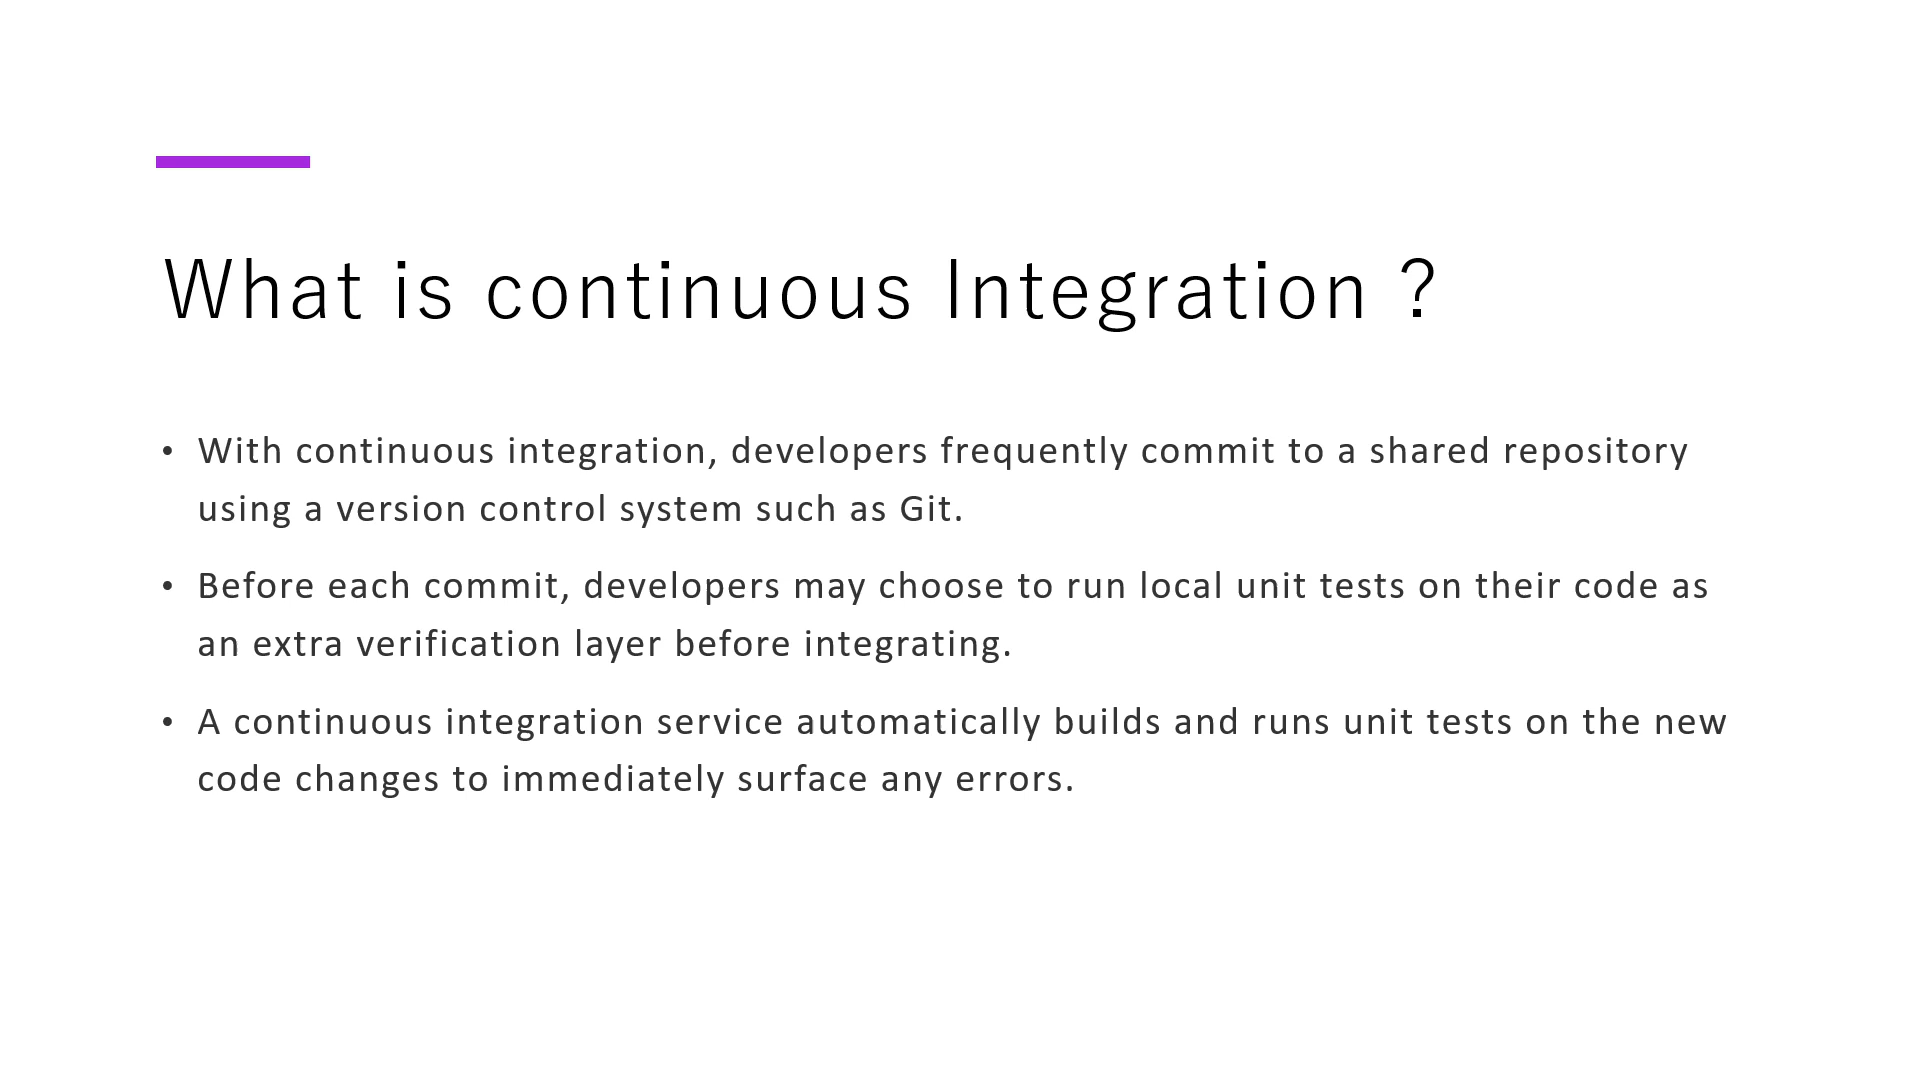 What is continuous Integration ?
• With continuous integration, developers frequently commit to a shared repository
using a version control system such as Git.
• Before each commit, developers may choose to run local unit tests on their code as
an extra verification layer before integrating.
• A continuous integration service automatically builds and runs unit tests on the new
code changes to immediately surface any errors.